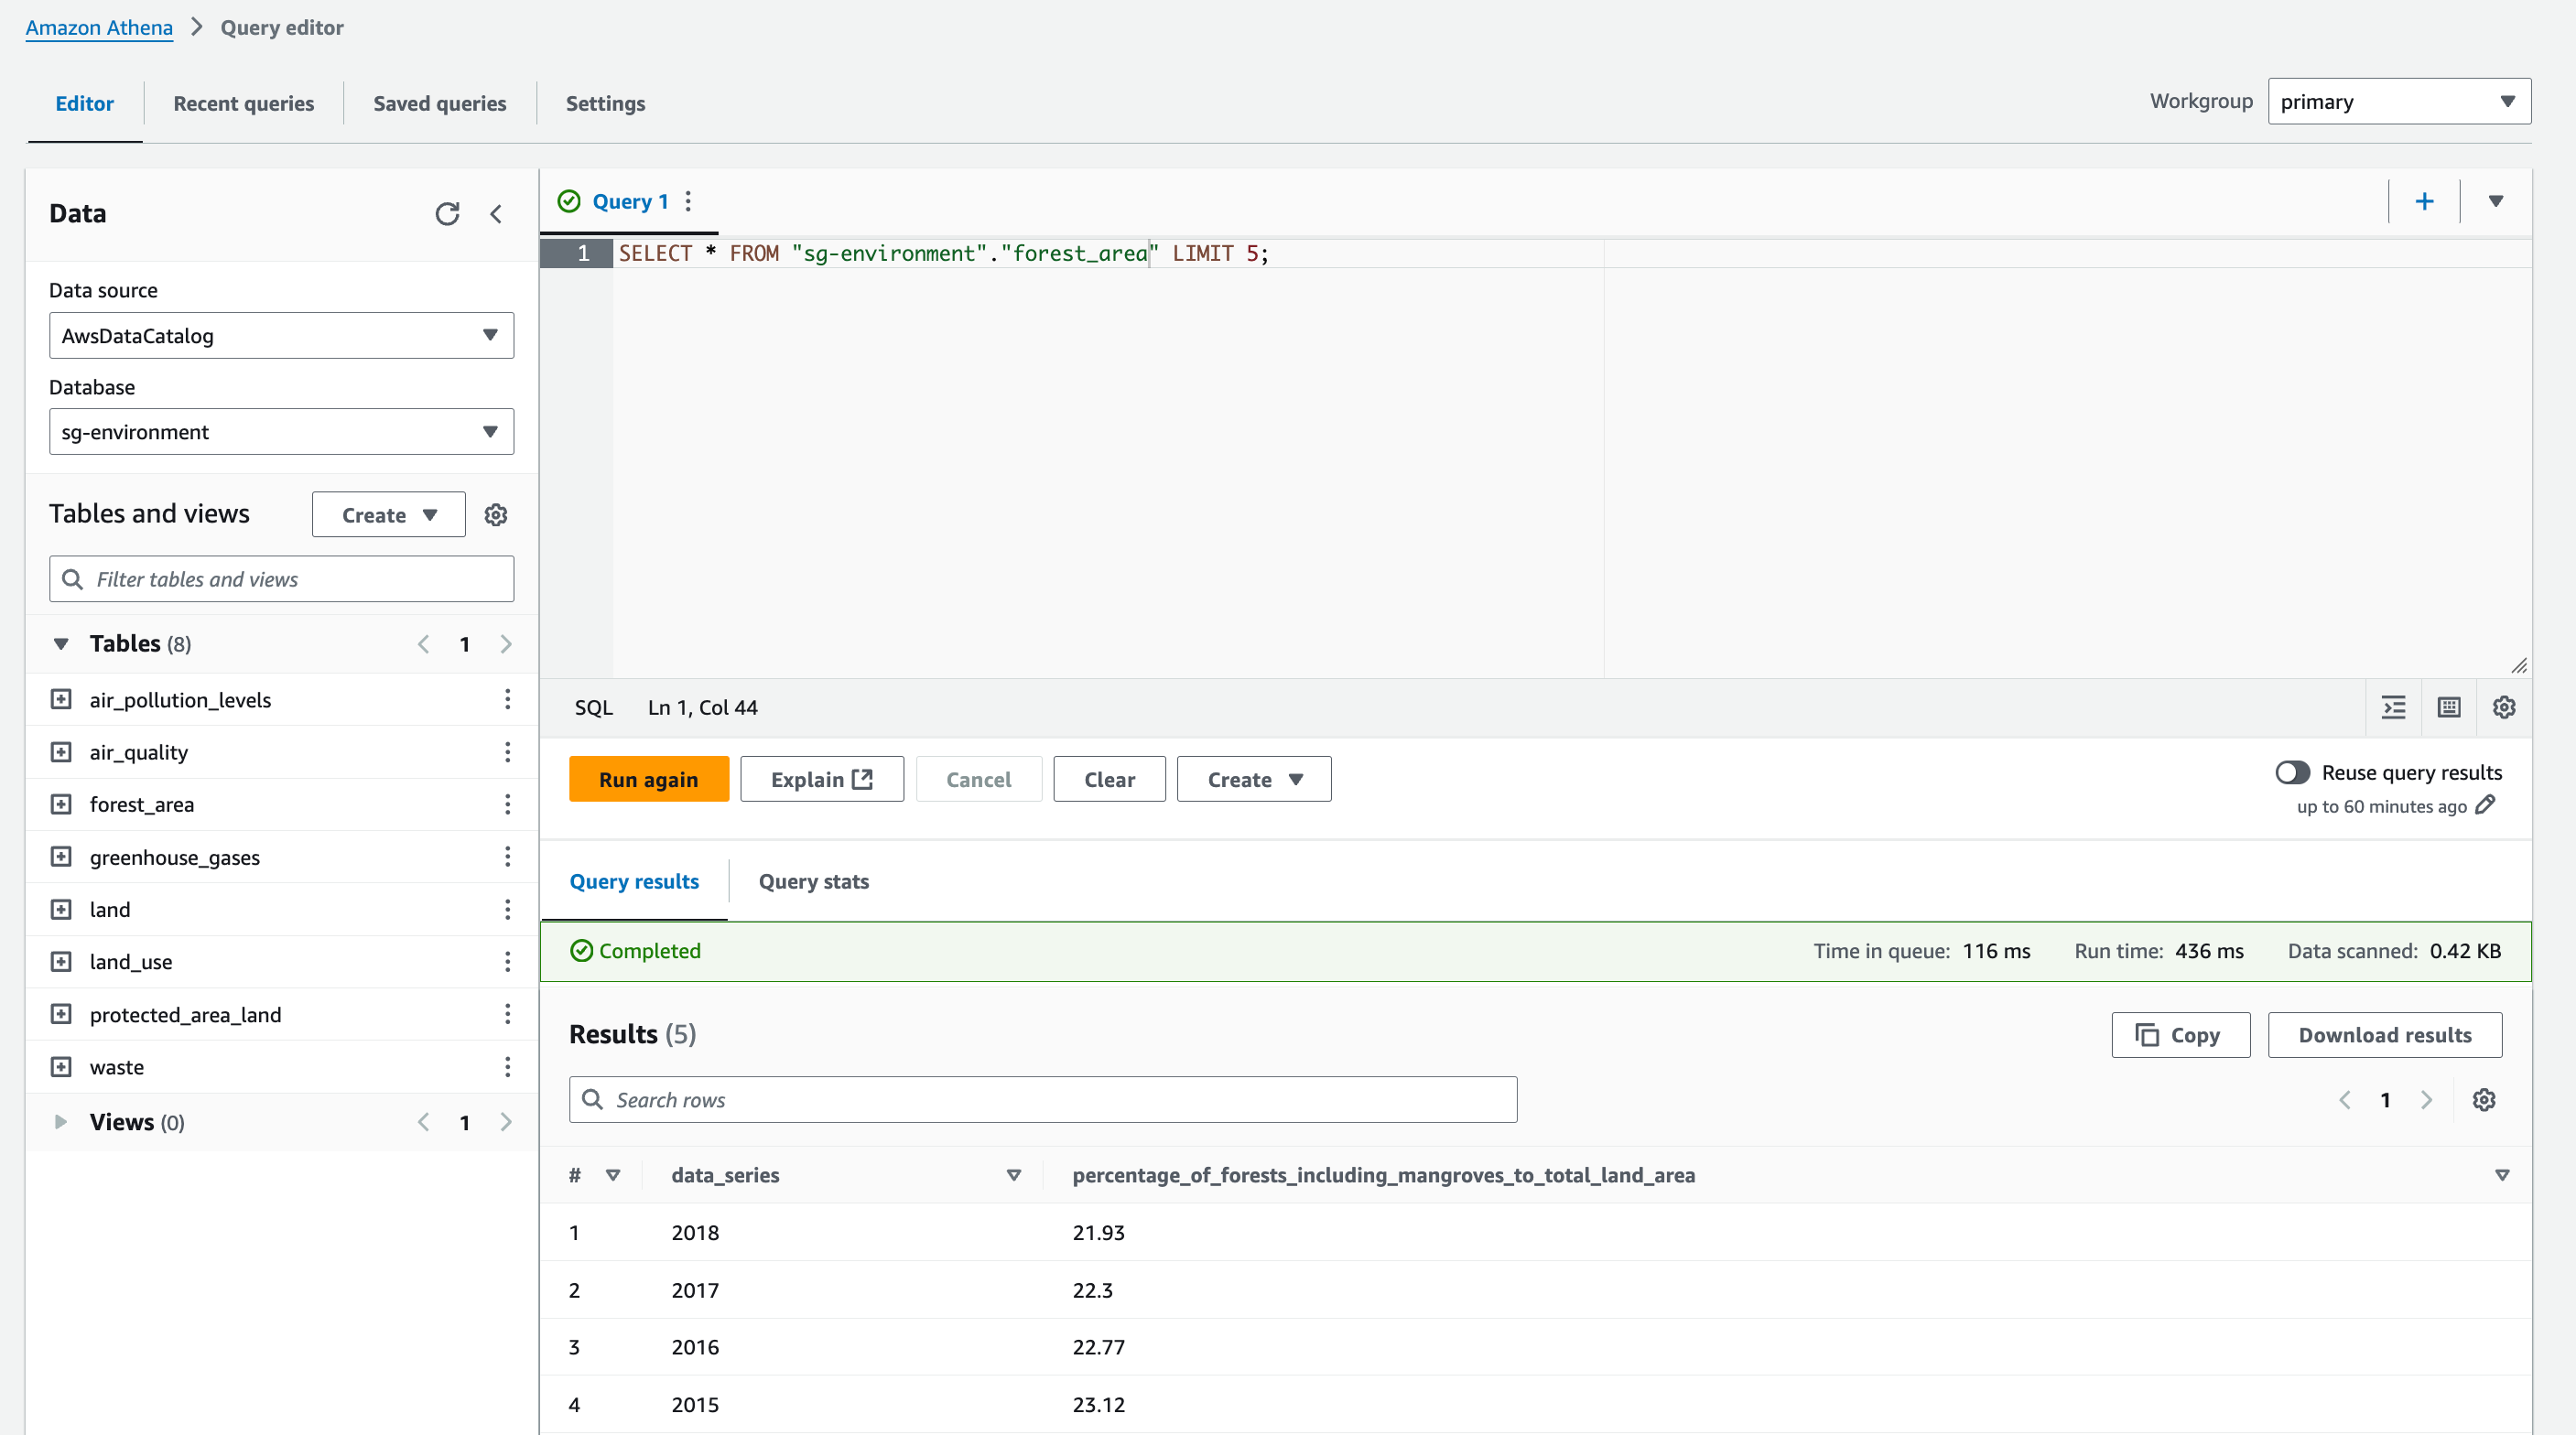 Amazon Athena > Query editor
Editor Recent queries Saved queries Settings
Workgroup primary
Data
Data source
AwsDataCatalog
Database
sg-environment
Tables and views Create
Filter tables and views
Tables (8) 1
air_pollution_levels
air_quality
forest_area
greenhouse_gases
land
land_use
protected_area_land
waste
Views (0) 1
Query 1
1 SELECT * FROM "sg-environment"."forest_area" LIMIT 5;
SQL Ln 1, Col 44
Run again Explain Cancel Clear Create
Reuse query results
up to 60 minutes ago
Query results Query stats
Completed Time in queue: 116 ms Run time: 436 ms Data scanned: 0.42 KB
Results (5) Copy Download results
Search rows 1
# data_series percentage_of_forests_including_mangroves_to_total_land_area
1 2018 21.93
2 2017 22.3
3 2016 22.77
4 2015 23.12